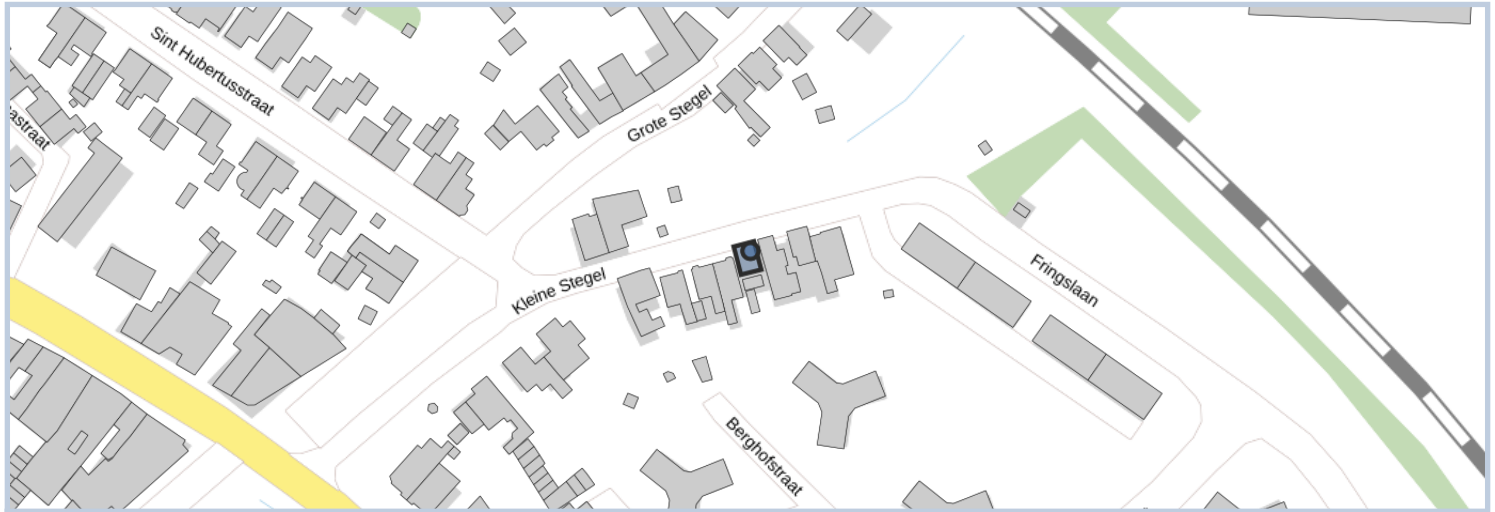 Sint Hubertusstraat
Grote Stegel
Kleine Stegel
Fringslaan
Berghofstraat